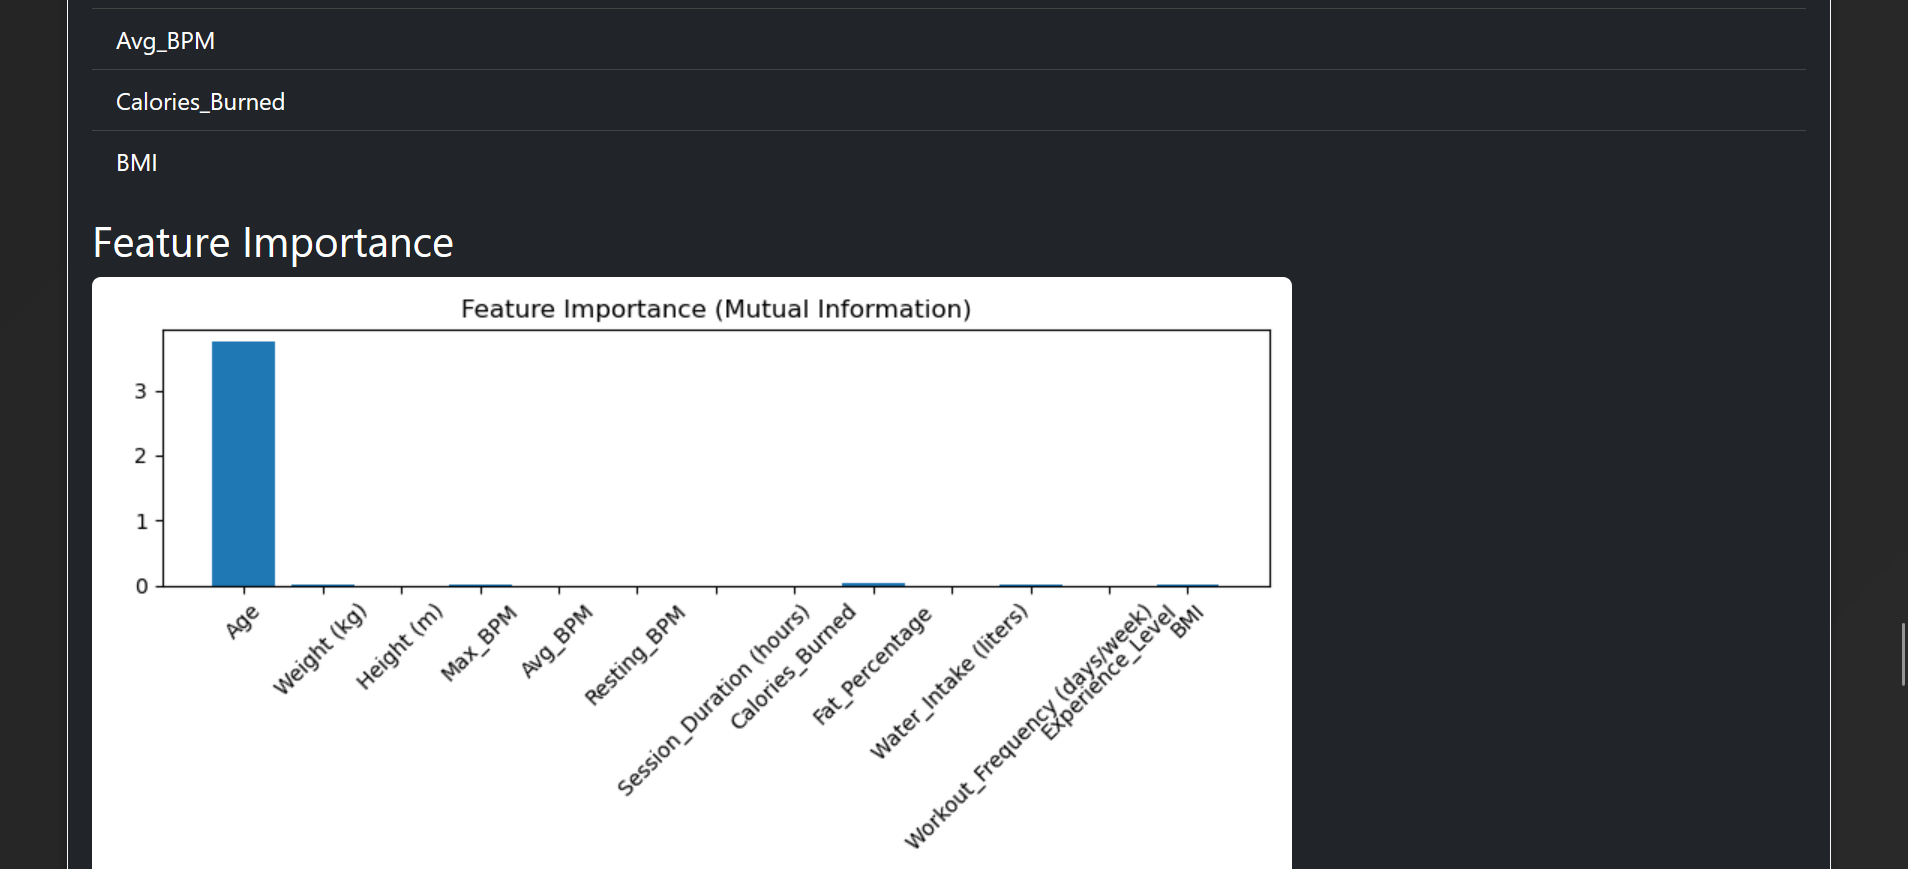 Avg_BPM
Calories_Burned
BMI
Feature Importance
Feature Importance (Mutual Information)
3
2
1
0
Age
Weight (kg)
Height (m)
Max_BPM
Avg_BPM
Resting_BPM
Session_Duration (hours)
Calories_Burned
Fat_Percentage
Water_Intake (liters)
Workout_Frequency (days/week)
Experience_Level
BMI